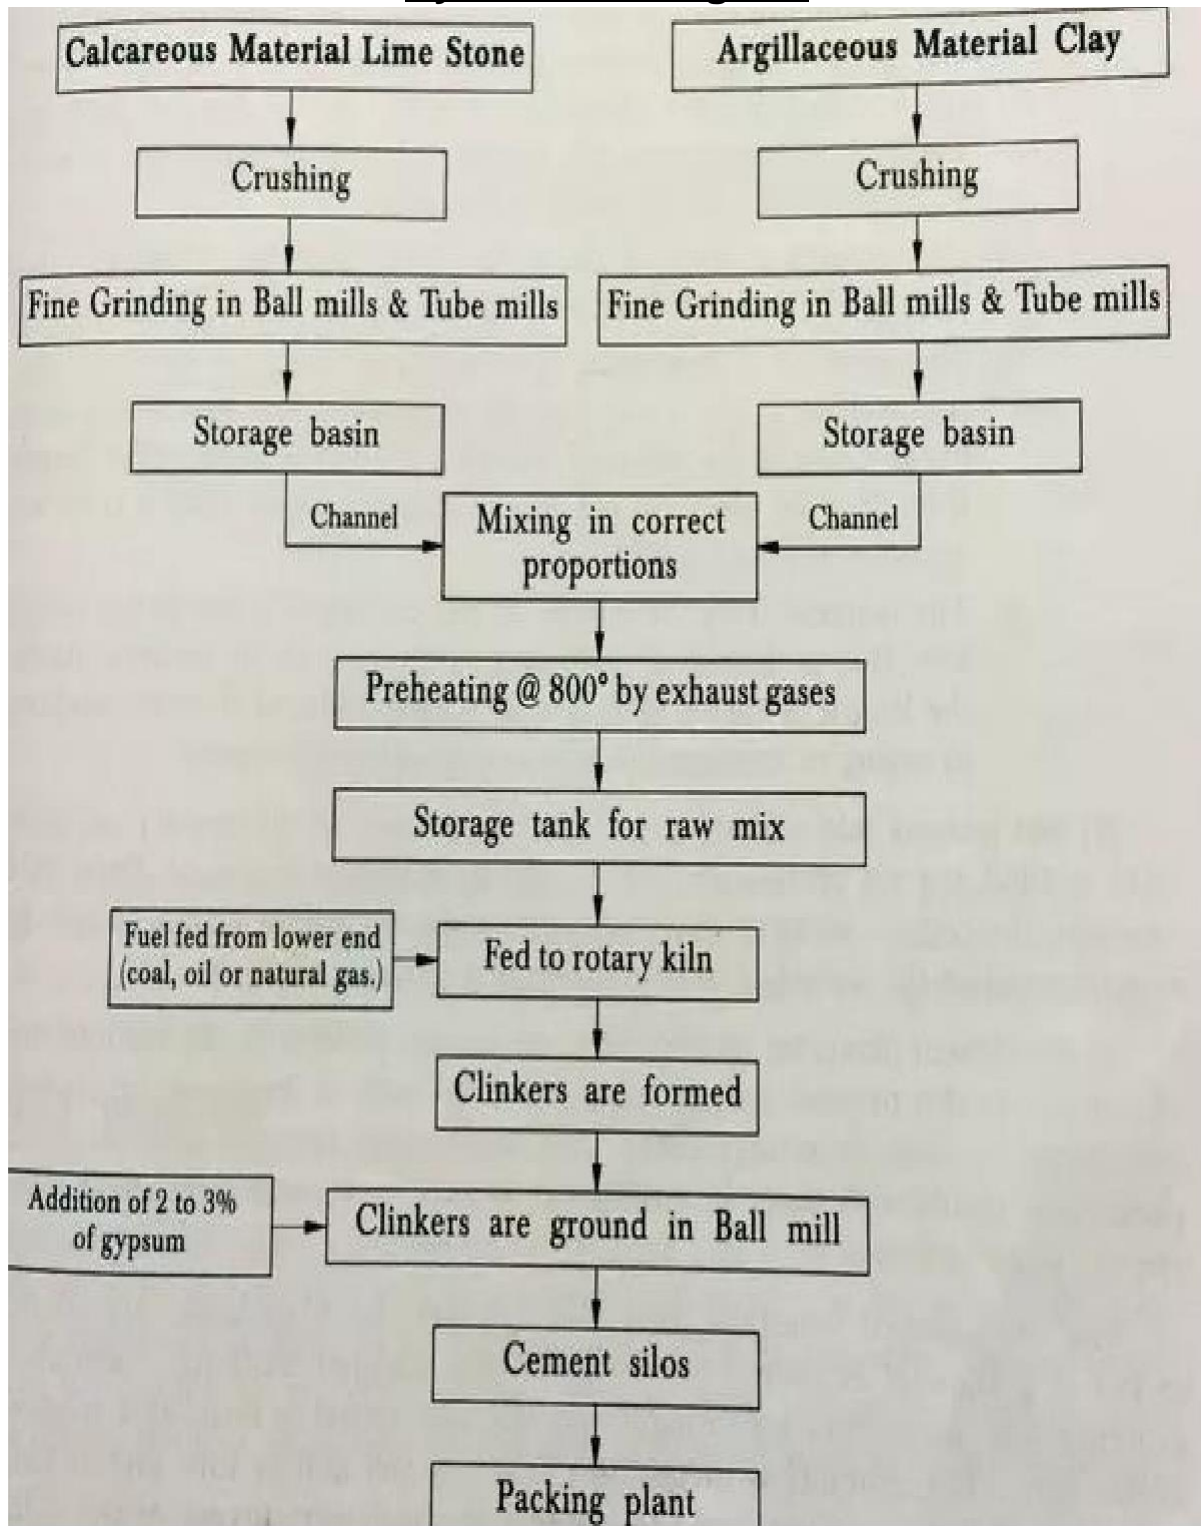 Calcareous Material Lime Stone
Argillaceous Material Clay
Crushing
Crushing
Fine Grinding in Ball mills & Tube mills
Fine Grinding in Ball mills & Tube mills
Storage basin
Storage basin
Channel
Channel
Mixing in correct
proportions
Preheating @ 800° by exhaust gases
Storage tank for raw mix
Fuel fed from lower end
(coal, oil or natural gas.)
Fed to rotary kiln
Clinkers are formed
Addition of 2 to 3%
of gypsum
Clinkers are ground in Ball mill
Cement silos
Packing plant